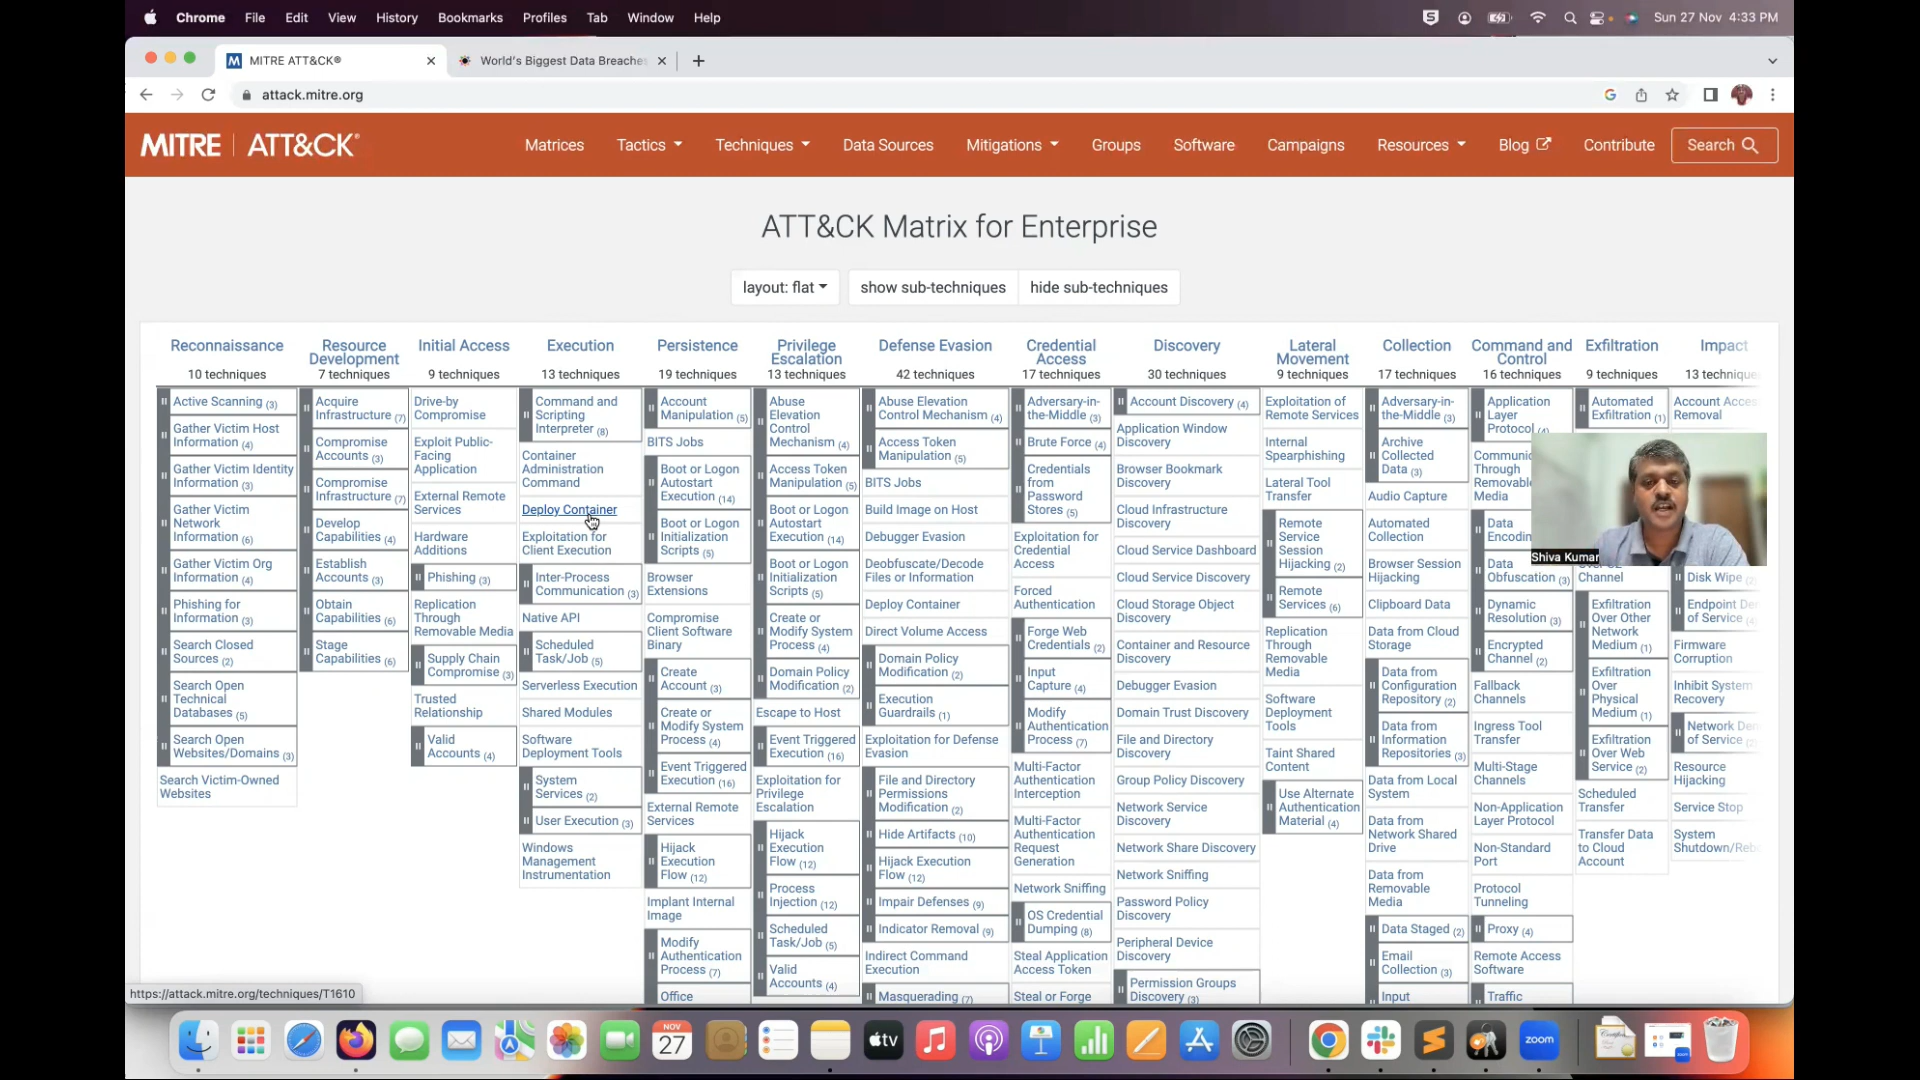 Chrome File Edit View History Bookmarks Profiles Tab Window Help Sun 27 Nov 4:33 PM
MITRE ATT&CK® World's Biggest Data Breaches
attack.mitre.org
MITRE | ATT&CK®
Matrices Tactics Techniques Data Sources Mitigations Groups Software Campaigns Resources Blog Contribute Search
ATT&CK Matrix for Enterprise
layout: flat show sub-techniques hide sub-techniques
Reconnaissance
10 techniques
Active Scanning (3)
Gather Victim Host
Information (4)
Gather Victim Identity
Information (3)
Gather Victim
Network
Information (6)
Gather Victim Org
Information (4)
Phishing for
Information (3)
Search Closed
Sources (2)
Search Open
Technical
Databases (5)
Search Open
Websites/Domains (3)
Search Victim-Owned
Websites
Resource
Development
7 techniques
Acquire
Infrastructure (7)
Compromise
Accounts (3)
Compromise
Infrastructure (7)
Develop
Capabilities (4)
Establish
Accounts (3)
Obtain
Capabilities (6)
Stage
Capabilities (6)
Initial Access
9 techniques
Drive-by
Compromise
Exploit Public-
Facing
Application
External Remote
Services
Hardware
Additions
Phishing (3)
Replication
Through
Removable Media
Supply Chain
Compromise (3)
Trusted
Relationship
Valid
Accounts (4)
Execution
13 techniques
Command and
Scripting
Interpreter (8)
Container
Administration
Command
Deploy Container
Exploitation for
Client Execution
Inter-Process
Communication (3)
Native API
Scheduled
Task/Job (5)
Serverless Execution
Shared Modules
Software
Deployment Tools
System
Services (2)
User Execution (3)
Windows
Management
Instrumentation
Persistence
19 techniques
Account
Manipulation (5)
BITS Jobs
Boot or Logon
Autostart
Execution (14)
Boot or Logon
Initialization
Scripts (5)
Browser
Extensions
Compromise
Client Software
Binary
Create
Account (3)
Create or
Modify System
Process (4)
Event Triggered
Execution (16)
External Remote
Services
Hijack
Execution
Flow (12)
Implant Internal
Image
Modify
Authentication
Process (7)
Office
Privilege
Escalation
13 techniques
Abuse
Elevation
Control
Mechanism (4)
Access Token
Manipulation (5)
Boot or Logon
Autostart
Execution (14)
Boot or Logon
Initialization
Scripts (5)
Create or
Modify System
Process (4)
Domain Policy
Modification (2)
Escape to Host
Event Triggered
Execution (16)
Exploitation for
Privilege
Escalation
Hijack
Execution
Flow (12)
Process
Injection (12)
Scheduled
Task/Job (5)
Valid
Accounts (4)
Defense Evasion
42 techniques
Abuse Elevation
Control Mechanism (4)
Access Token
Manipulation (5)
BITS Jobs
Build Image on Host
Debugger Evasion
Deobfuscate/Decode
Files or Information
Deploy Container
Direct Volume Access
Domain Policy
Modification (2)
Execution
Guardrails (1)
Exploitation for Defense
Evasion
File and Directory
Permissions
Modification (2)
Hide Artifacts (10)
Hijack Execution
Flow (12)
Impair Defenses (9)
Indicator Removal (9)
Indirect Command
Execution
Masquerading (7)
Credential
Access
17 techniques
Adversary-in-
the-Middle (3)
Brute Force (4)
Credentials
from
Password
Stores (5)
Exploitation for
Credential
Access
Forced
Authentication
Forge Web
Credentials (2)
Input
Capture (4)
Modify
Authentication
Process (7)
Multi-Factor
Authentication
Interception
Multi-Factor
Authentication
Request
Generation
Network Sniffing
OS Credential
Dumping (8)
Steal Application
Access Token
Steal or Forge
Discovery
30 techniques
Account Discovery (4)
Application Window
Discovery
Browser Bookmark
Discovery
Cloud Infrastructure
Discovery
Cloud Service Dashboard
Cloud Service Discovery
Cloud Storage Object
Discovery
Container and Resource
Discovery
Debugger Evasion
Domain Trust Discovery
File and Directory
Discovery
Group Policy Discovery
Network Service
Discovery
Network Share Discovery
Network Sniffing
Password Policy
Discovery
Peripheral Device
Discovery
Permission Groups
Discovery (3)
Lateral
Movement
9 techniques
Exploitation of
Remote Services
Internal
Spearphishing
Lateral Tool
Transfer
Remote
Service
Session
Hijacking (2)
Remote
Services (6)
Replication
Through
Removable
Media
Software
Deployment
Tools
Taint Shared
Content
Use Alternate
Authentication
Material (4)
Collection
17 techniques
Adversary-in-
the-Middle (3)
Archive
Collected
Data (3)
Audio Capture
Automated
Collection
Browser Session
Hijacking
Clipboard Data
Data from Cloud
Storage
Data from
Configuration
Repository (2)
Data from
Information
Repositories (3)
Data from Local
System
Data from
Network Shared
Drive
Data from
Removable
Media
Data Staged (2)
Email
Collection (3)
Input
Command and
Control
16 techniques
Application
Layer
Protocol (4)
Communic
Through
Removable
Media
Data
Encodin
Data
Obfuscation (3)
Dynamic
Resolution (3)
Encrypted
Channel (2)
Fallback
Channels
Ingress Tool
Transfer
Multi-Stage
Channels
Non-Application
Layer Protocol
Non-Standard
Port
Protocol
Tunneling
Proxy (4)
Remote Access
Software
Traffic
Exfiltration
9 techniques
Automated
Exfiltration (1)
Channel
Exfiltration
Over Other
Network
Medium (1)
Exfiltration
Over
Physical
Medium (1)
Exfiltration
Over Web
Service (2)
Scheduled
Transfer
Transfer Data
to Cloud
Account
Impact
13 technique
Account Acce
Removal
Disk Wipe (2)
Endpoint De
of Service (4)
Firmware
Corruption
Inhibit System
Recovery
Network Den
of Service (2)
Resource
Hijacking
Service Stop
System
Shutdown/Reb
Shiva Kumar
https://attack.mitre.org/techniques/T1610
NOV
27
tv
zoom